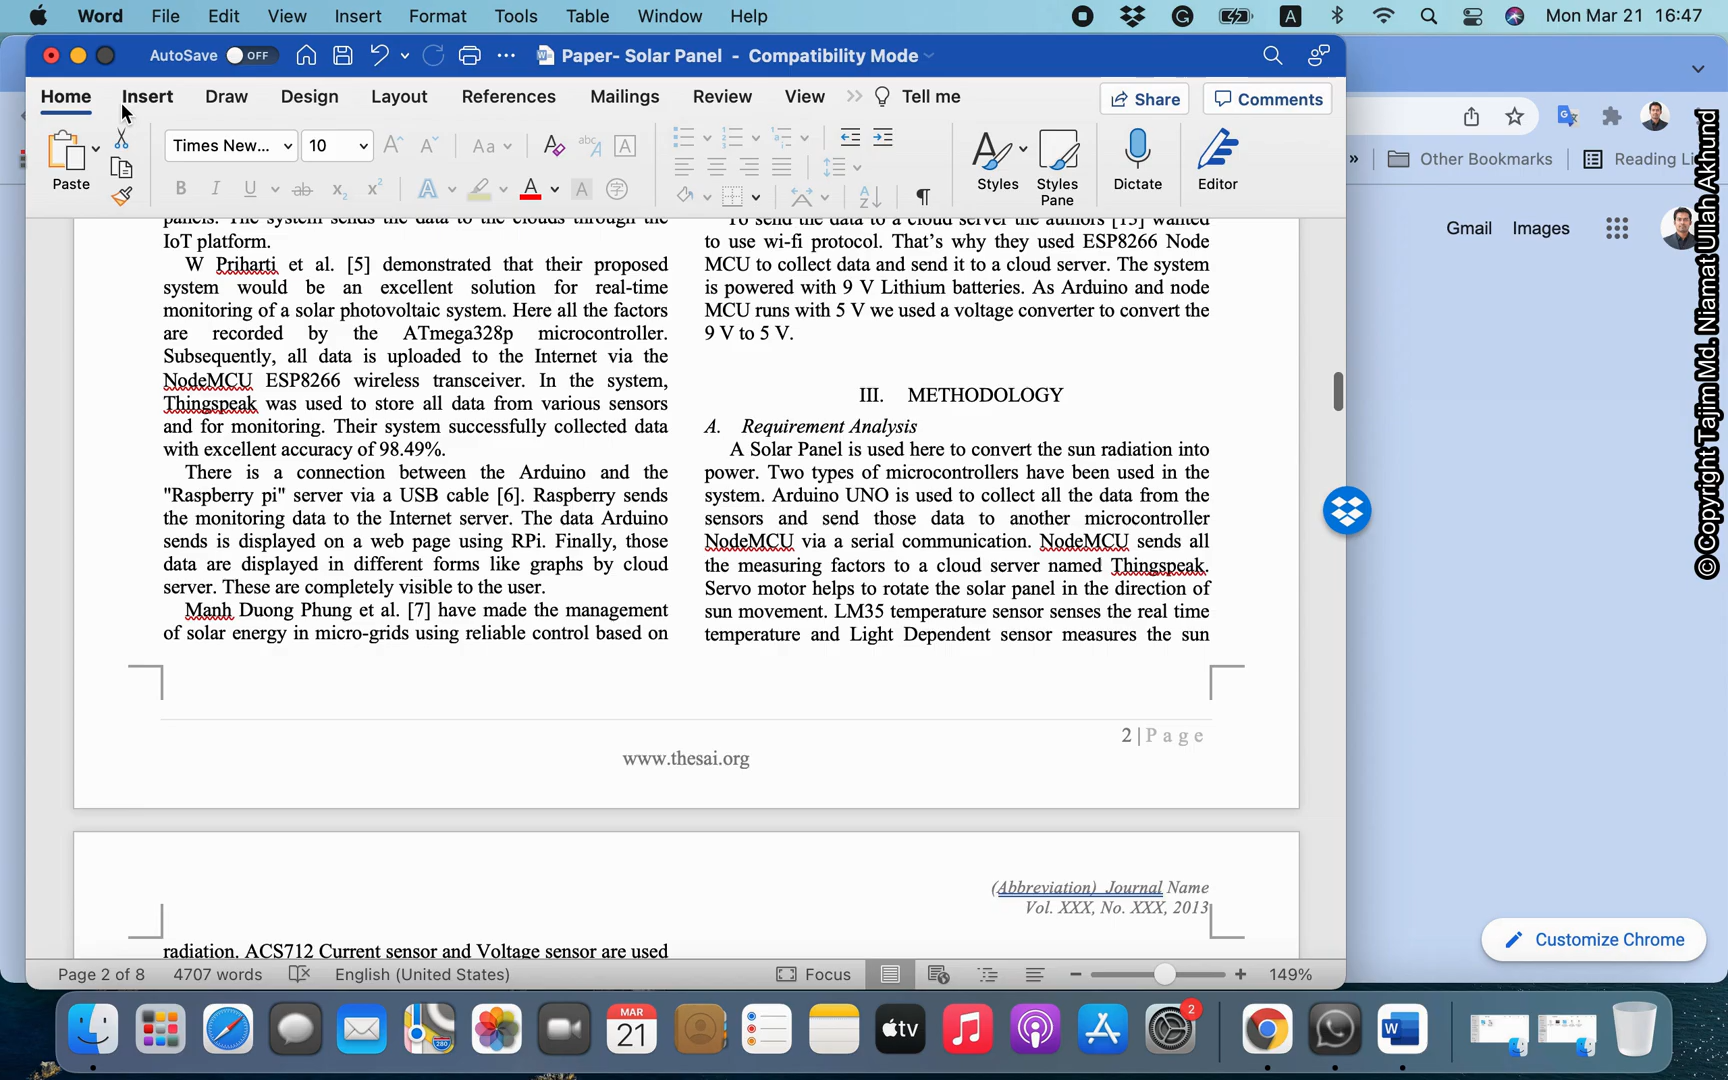 Word File Edit View Insert Format Tools Table Window Help A Mon Mar 21 16:47
AutoSave OFF Paper- Solar Panel - Compatibility Mode
Home Insert Draw Design Layout References Mailings Review View >> Tell me Share Comments
Paste Times New... 10 Aa Styles Styles Pane Dictate Editor
» Other Bookmarks Reading Li
Gmail Images
©Copyright Tajim Md. Niamat Ullah Akhund
IoT platform.
W Priharti et al. [5] demonstrated that their proposed
system would be an excellent solution for real-time
monitoring of a solar photovoltaic system. Here all the factors
are recorded by the ATmega328p microcontroller.
Subsequently, all data is uploaded to the Internet via the
NodeMCU ESP8266 wireless transceiver. In the system,
Thingspeak was used to store all data from various sensors
and for monitoring. Their system successfully collected data
with excellent accuracy of 98.49%.
There is a connection between the Arduino and the
"Raspberry pi" server via a USB cable [6]. Raspberry sends
the monitoring data to the Internet server. The data Arduino
sends is displayed on a web page using RPi. Finally, those
data are displayed in different forms like graphs by cloud
server. These are completely visible to the user.
Manh Duong Phung et al. [7] have made the management
of solar energy in micro-grids using reliable control based on
To send the data to a cloud server the authors [15] wanted
to use wi-fi protocol. That's why they used ESP8266 Node
MCU to collect data and send it to a cloud server. The system
is powered with 9 V Lithium batteries. As Arduino and node
MCU runs with 5 V we used a voltage converter to convert the
9 V to 5 V.
III. METHODOLOGY
A. Requirement Analysis
A Solar Panel is used here to convert the sun radiation into
power. Two types of microcontrollers have been used in the
system. Arduino UNO is used to collect all the data from the
sensors and send those data to another microcontroller
NodeMCU via a serial communication. NodeMCU sends all
the measuring factors to a cloud server named Thingspeak.
Servo motor helps to rotate the solar panel in the direction of
sun movement. LM35 temperature sensor senses the real time
temperature and Light Dependent sensor measures the sun
2 | P a g e
www.thesai.org
(Abbreviation) Journal Name
Vol. XXX, No. XXX, 2013
radiation. ACS712 Current sensor and Voltage sensor are used
Customize Chrome
Page 2 of 8 4707 words English (United States) Focus 149%
MAR
21
tv
2
W